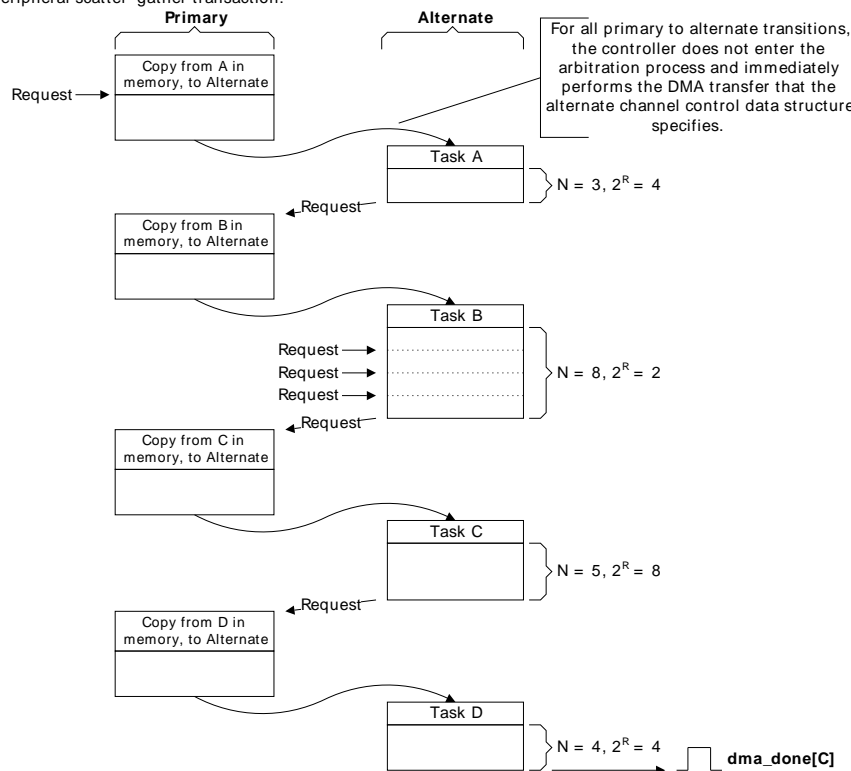 eripheral scatter-gather transaction.
Primary
Alternate
For all primary to alternate transitions,
the controller does not enter the
arbitration process and immediately
performs the DMA transfer that the
alternate channel control data structure
specifies.
Copy from A in
memory, to Alternate
Request
Task A
N = 3, 2^R = 4
Request
Copy from B in
memory, to Alternate
Task B
Request
Request
Request
N = 8, 2^R = 2
Request
Copy from C in
memory, to Alternate
Task C
N = 5, 2^R = 8
Request
Copy from D in
memory, to Alternate
Task D
N = 4, 2^R = 4
dma_done[C]